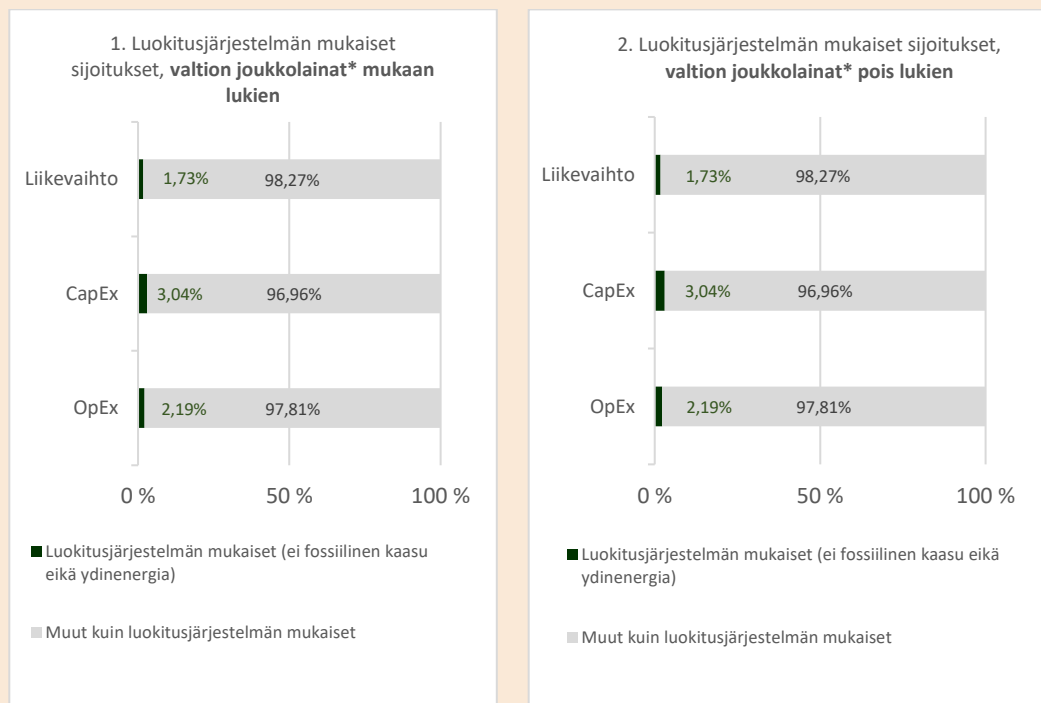 1. Luokitusjärjestelmän mukaiset
sijoitukset, valtion joukkolainat* mukaan
lukien
Liikevaihto
1,73%
98,27%
CapEx
3,04%
96,96%
OpEx
2,19%
97,81%
0 %
50 %
100 %
Luokitusjärjestelmän mukaiset (ei fossiilinen kaasu
eikä ydinenergia)
Muut kuin luokitusjärjestelmän mukaiset
2. Luokitusjärjestelmän mukaiset sijoitukset,
valtion joukkolainat* pois lukien
Liikevaihto
1,73%
98,27%
CapEx
3,04%
96,96%
OpEx
2,19%
97,81%
0 %
50 %
100 %
Luokitusjärjestelmän mukaiset (ei fossiilinen kaasu eikä
ydinenergia)
Muut kuin luokitusjärjestelmän mukaiset